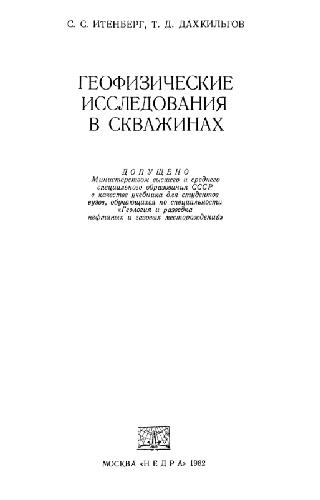 С. С. ИТЕНБЕРГ, Т. Д. ДАХКИЛЬГОВ
ГЕОФИЗИЧЕСКИЕ
ИССЛЕДОВАНИЯ
В СКВАЖИНАХ
ДОПУЩЕНО
Министерством высшего и среднего
специального образования СССР
в качестве учебника для студентов
вузов, обучающихся по специальности
«Геология и разведка
нефтяных и газовых месторождений»
МОСКВА «НЕДРА» 1982